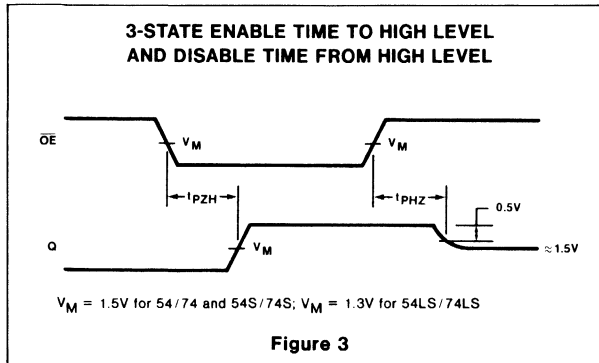 3-STATE ENABLE TIME TO HIGH LEVEL
AND DISABLE TIME FROM HIGH LEVEL
OE
VM
VM
tPZH
tPHZ
0.5V
Q
VM
≈1.5V
VM = 1.5V for 54/74 and 54S/74S; VM = 1.3V for 54LS/74LS
Figure 3